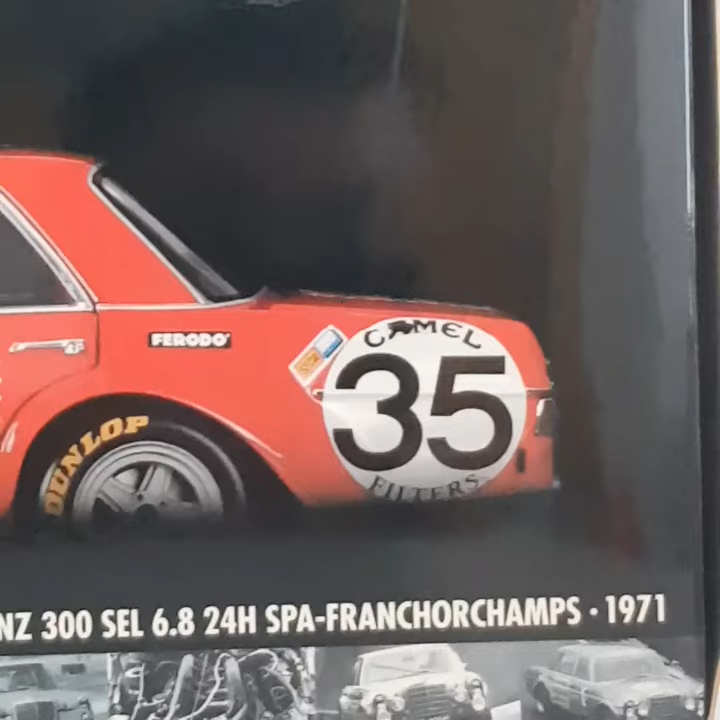 FERODO
CAMEL
35
FILTERS
DUNLOP
NZ 300 SEL 6.8 24H SPA-FRANCHORCHAMPS · 1971